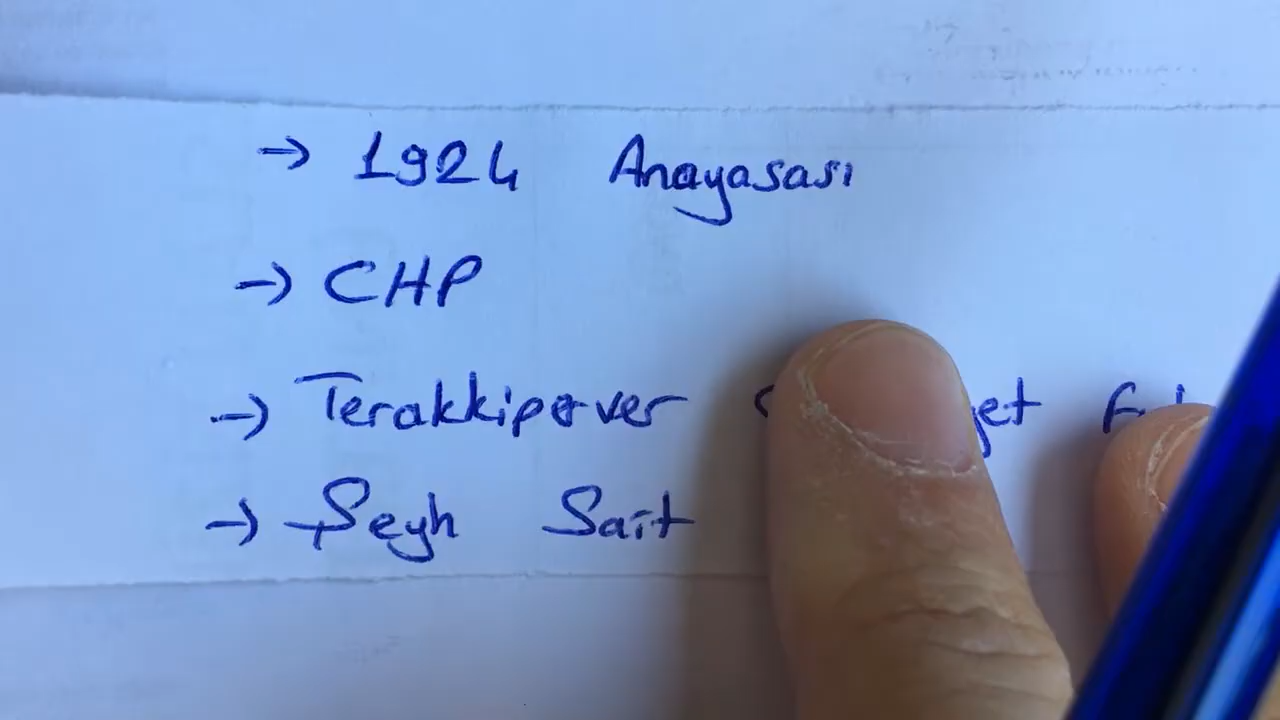 → 1924 Anayasası
→ CHP
→ Terakkiperver
→ Şeyh Sait